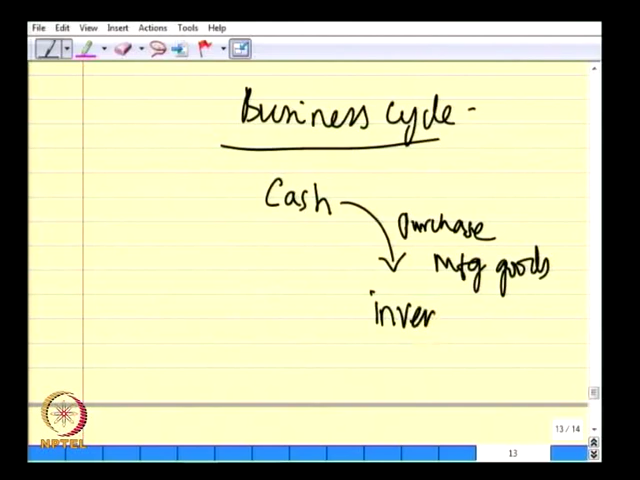 File Edit View Insert Actions Tools Help
Business Cycle -
Cash
purchase
Mfg goods
inver
NPTEL
13 / 14
13